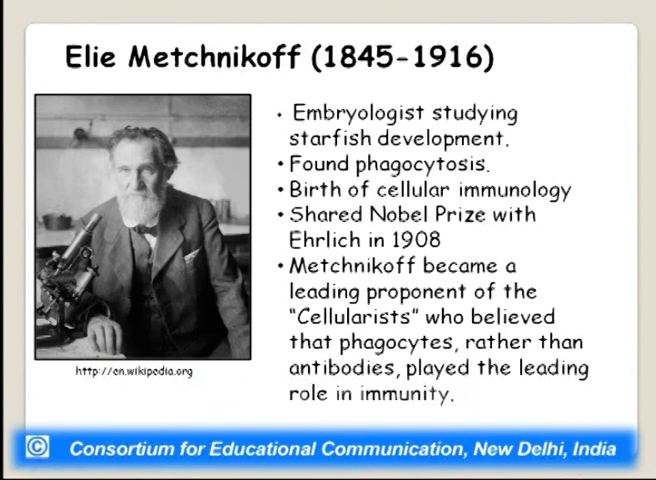 Elie Metchnikoff (1845-1916)
• Embryologist studying
starfish development.
• Found phagocytosis.
• Birth of cellular immunology
• Shared Nobel Prize with
Ehrlich in 1908
• Metchnikoff became a
leading proponent of the
“Cellularists” who believed
that phagocytes, rather than
antibodies, played the leading
role in immunity.
http://en.wikipedia.org
© Consortium for Educational Communication, New Delhi, India